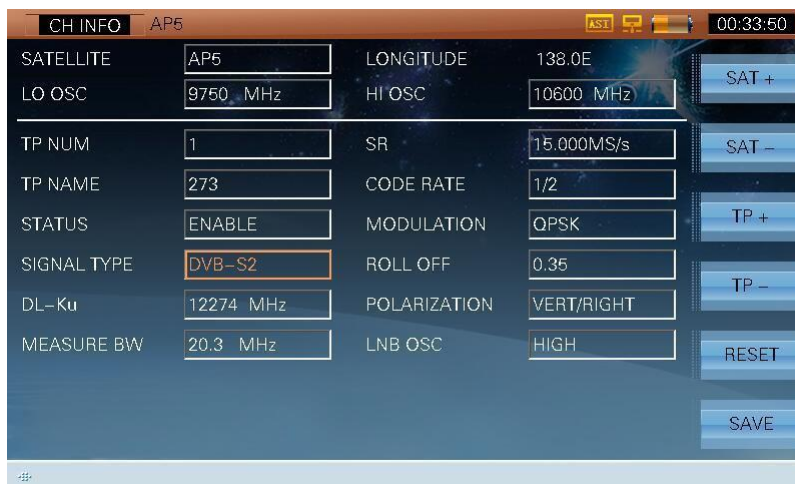 CH INFO AP5 AST 00:33:50
SATELLITE AP5 LONGITUDE 138.0E
SAT +
LO OSC 9750 MHz HI OSC 10600 MHz
TP NUM 1 SR 15.000MS/s SAT –
TP NAME 273 CODE RATE 1/2
STATUS ENABLE MODULATION QPSK TP +
SIGNAL TYPE DVB–S2 ROLL OFF 0.35
TP –
DL–Ku 12274 MHz POLARIZATION VERT/RIGHT
MEASURE BW 20.3 MHz LNB OSC HIGH RESET
SAVE